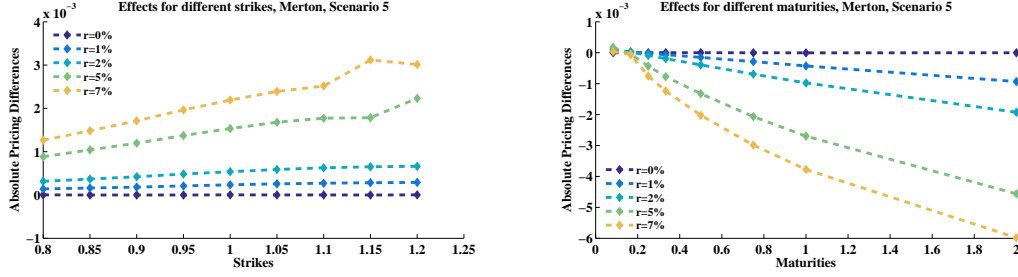 Effects for different strikes, Merton, Scenario 5
x 10⁻³
4
3
2
1
0
−1
Absolute Pricing Differences
r=0%
r=1%
r=2%
r=5%
r=7%
0.8 0.85 0.9 0.95 1 1.05 1.1 1.15 1.2 1.25
Strikes
Effects for different maturities, Merton, Scenario 5
x 10⁻³
1
0
−1
−2
−3
−4
−5
−6
Absolute Pricing Differences
r=0%
r=1%
r=2%
r=5%
r=7%
0 0.2 0.4 0.6 0.8 1 1.2 1.4 1.6 1.8 2
Maturities